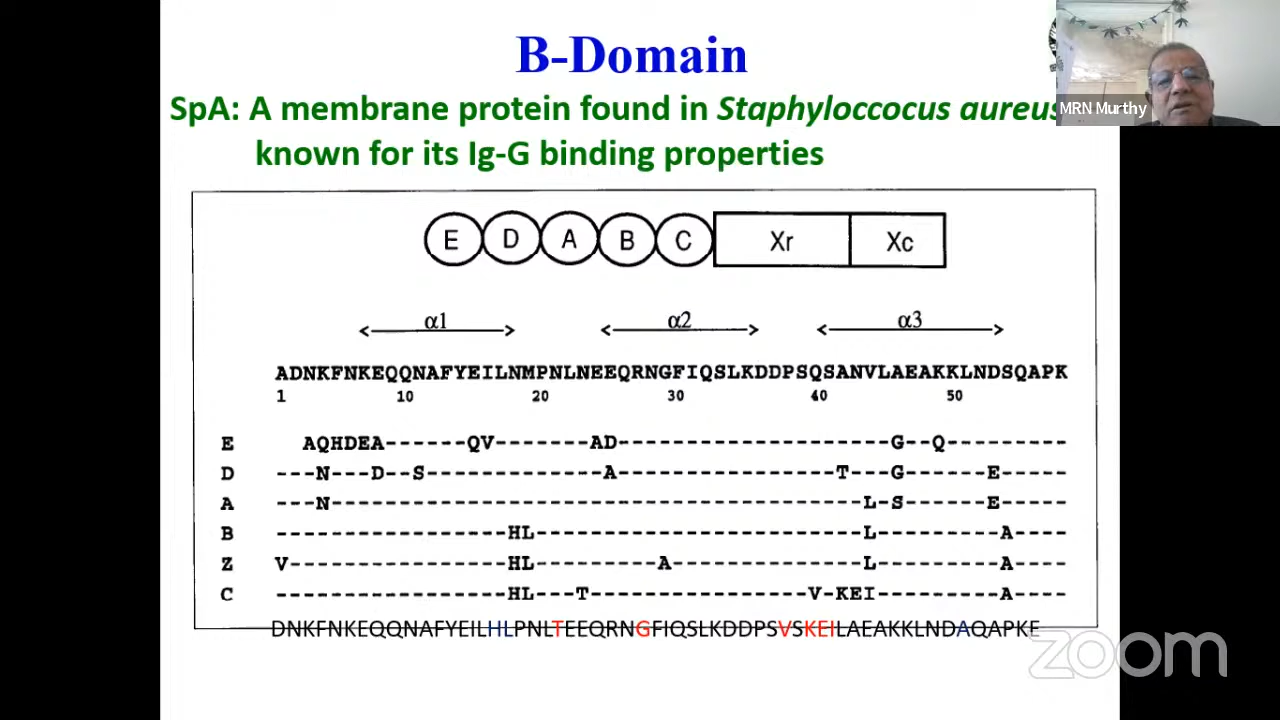 B-Domain
SpA: A membrane protein found in Staphyloccocus aureus
MRN Murthy
known for its Ig-G binding properties
E D A B C Xr Xc
α1 α2 α3
ADNKFNKEQQNAFYEILNMPNLNEEQRNGFIQSLKDDPSQSANVLAEAKKLNDSQAPK
1 10 20 30 40 50
E AQHDEA------QV-------AD--------------------G--Q---------
D ---N---D--S-------------A----------------T---G------E-----
A ---N---------------------------------------L-S------E-----
B -----------------HL------------------------L---------A----
Z V----------------HL---------A--------------L---------A----
C -----------------HL---T----------------V-KEI---------A----
DNKFNKEQQNAFYEILHLPNLTEEQRNGFIQSLKDDPSVSKEILAEAKKLNDAQAPKE
zoom